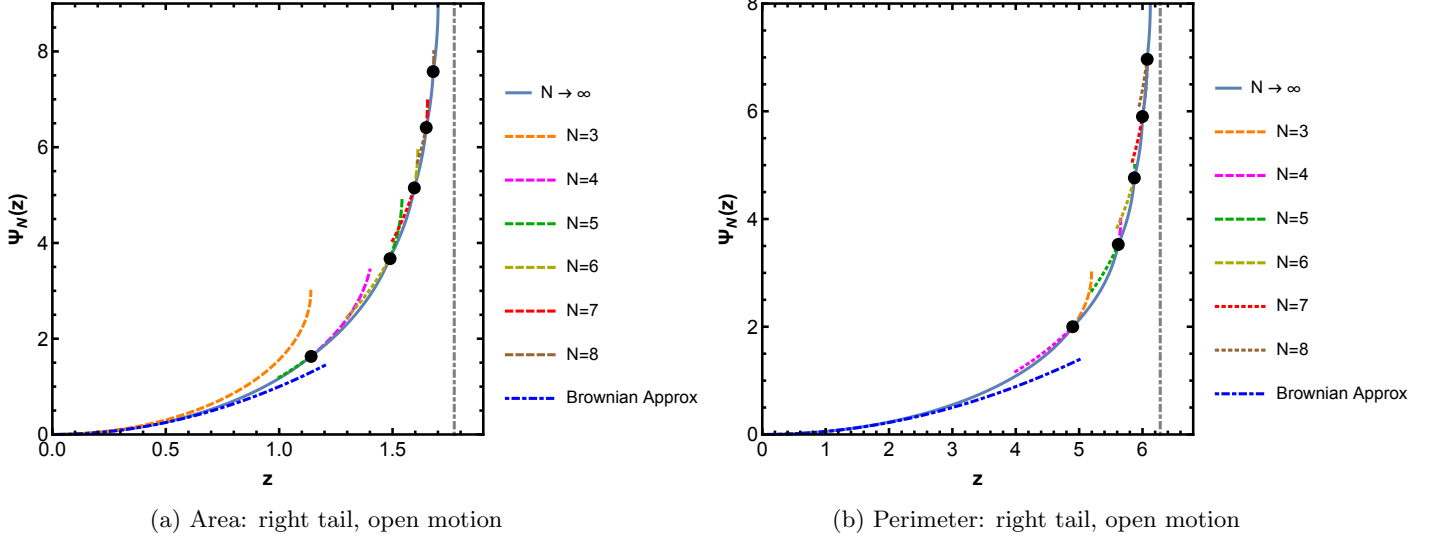 8
6
4
2
0
0.0 0.5 1.0 1.5
Ψ_N(z)
z
N → ∞
N=3
N=4
N=5
N=6
N=7
N=8
Brownian Approx
(a) Area: right tail, open motion
8
6
4
2
0
0 1 2 3 4 5 6
Ψ_N(z)
z
N → ∞
N=3
N=4
N=5
N=6
N=7
N=8
Brownian Approx
(b) Perimeter: right tail, open motion